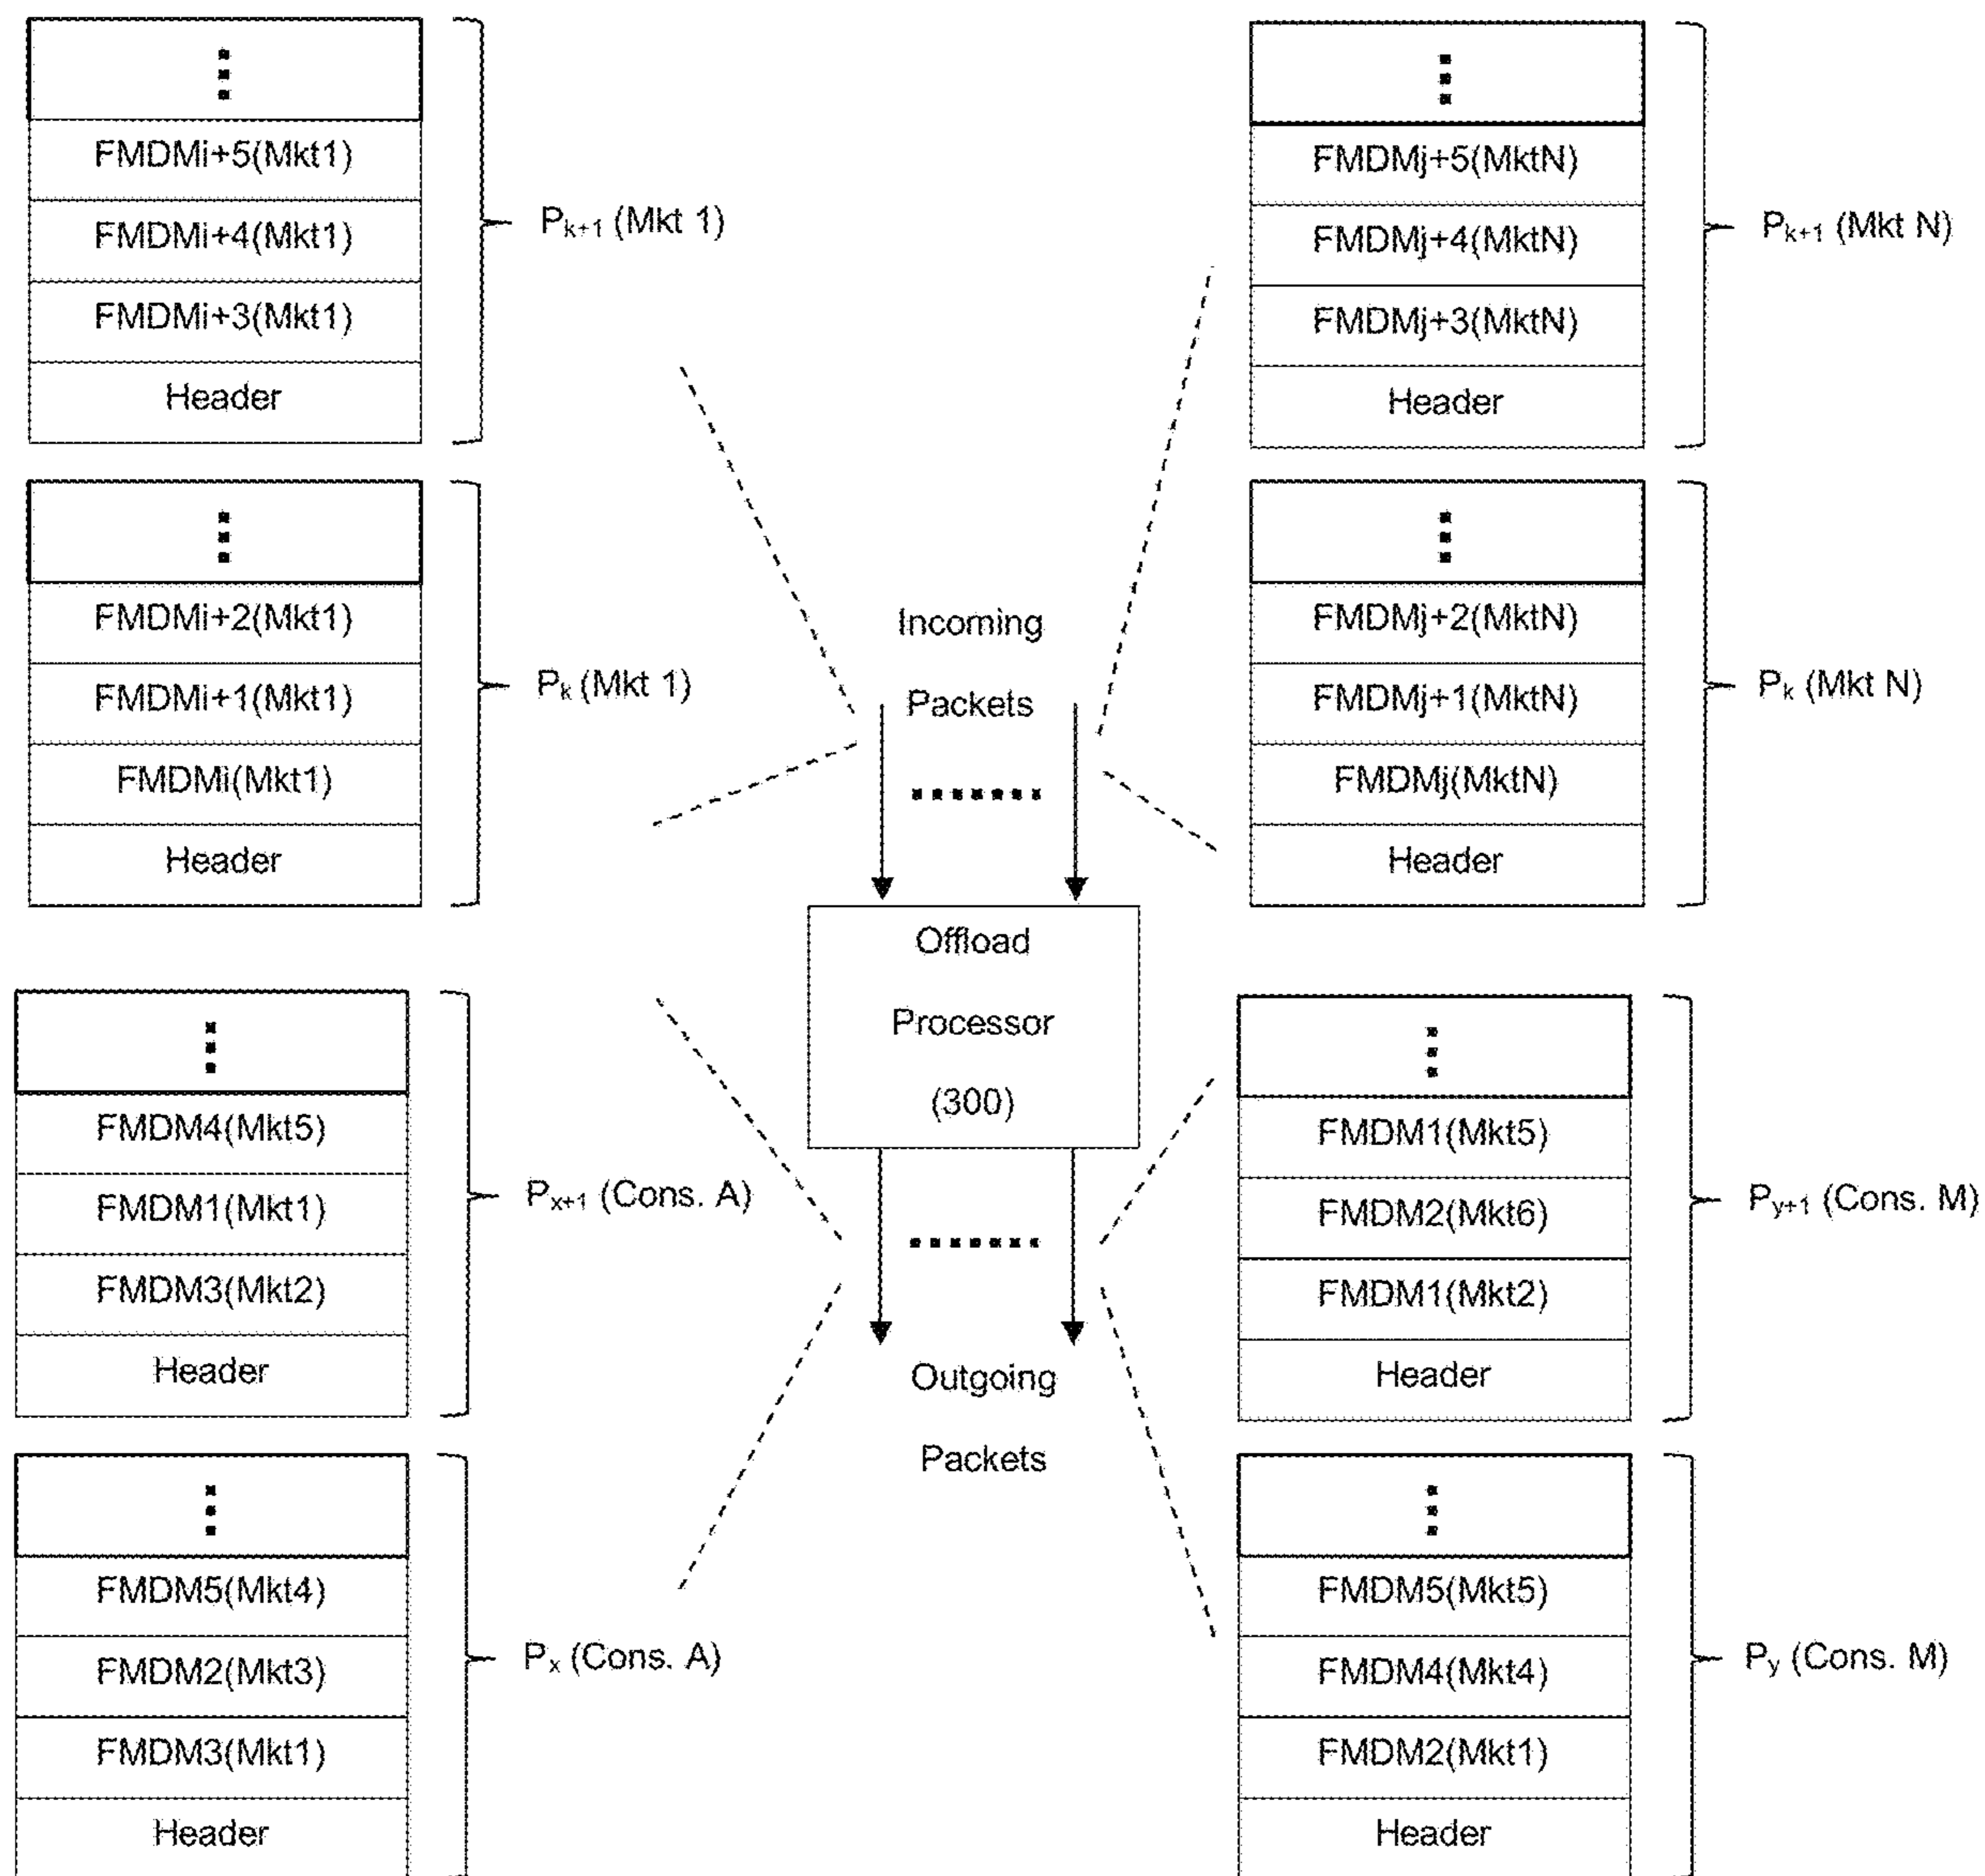 FMDMi+5(Mkt1)
FMDMi+4(Mkt1)
FMDMi+3(Mkt1)
Header
Pk+1 (Mkt 1)
FMDMj+5(MktN)
FMDMj+4(MktN)
FMDMj+3(MktN)
Header
Pk+1 (Mkt N)
FMDMi+2(Mkt1)
FMDMi+1(Mkt1)
FMDMi(Mkt1)
Header
Pk (Mkt 1)
Incoming
Packets
FMDMj+2(MktN)
FMDMj+1(MktN)
FMDMj(MktN)
Header
Pk (Mkt N)
Offload
Processor
(300)
FMDM4(Mkt5)
FMDM1(Mkt1)
FMDM3(Mkt2)
Header
Px+1 (Cons. A)
FMDM1(Mkt5)
FMDM2(Mkt6)
FMDM1(Mkt2)
Header
Py+1 (Cons. M)
Outgoing
Packets
FMDM5(Mkt4)
FMDM2(Mkt3)
FMDM3(Mkt1)
Header
Px (Cons. A)
FMDM5(Mkt5)
FMDM4(Mkt4)
FMDM2(Mkt1)
Header
Py (Cons. M)